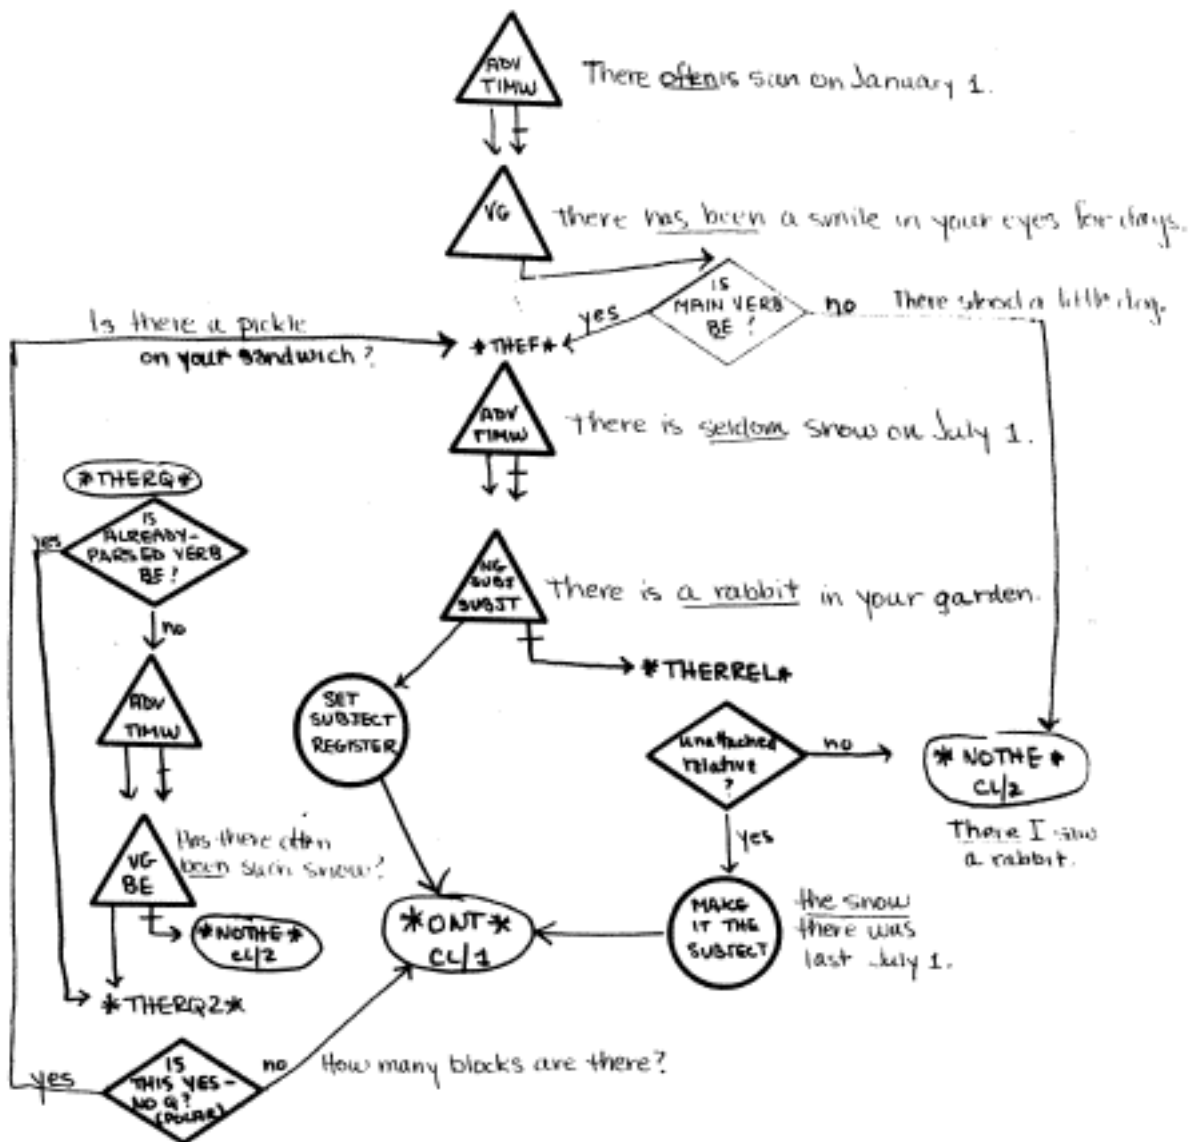 ADV
TIMW
There often is sun on January 1.
VG
there has been a smile in your eyes for days.
IS
MAIN VERB
BE?
yes
no
There stood a little dog.
Is there a pickle
on your sandwich?
*THEF*
ADV
TIMW
There is seldom snow on July 1.
*THERQ*
IS
ALREADY-
PARSED VERB
BE?
yes
no
NG
SUBJ
SUBJT
There is a rabbit in your garden.
*THERREL*
ADV
TIMW
SET
SUBJECT
REGISTER
unattached
relative
?
no
yes
*NOTHE*
CL/2
There I saw
a rabbit.
VG
BE
Has there often
been such snow?
*NOTHE*
CL/2
*ONT*
CL/1
MAKE
IT THE
SUBJECT
the snow
there was
last July 1.
*THERQ2*
IS
THIS YES-
NO Q?
(POLAR)
yes
no
How many blocks are there?